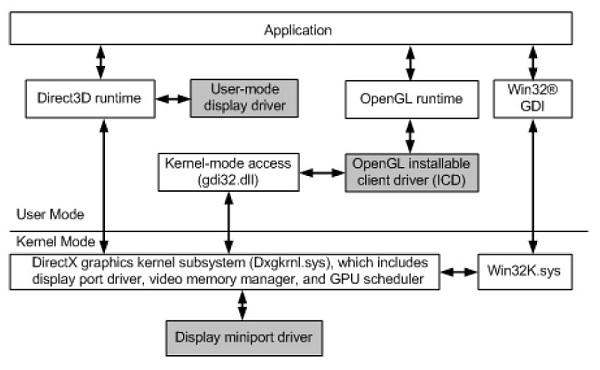 Application
Direct3D runtime
User-mode
display driver
OpenGL runtime
Win32®
GDI
Kernel-mode access
(gdi32.dll)
OpenGL installable
client driver (ICD)
User Mode
Kernel Mode
DirectX graphics kernel subsystem (Dxgkrnl.sys), which includes
display port driver, video memory manager, and GPU scheduler
Win32K.sys
Display miniport driver